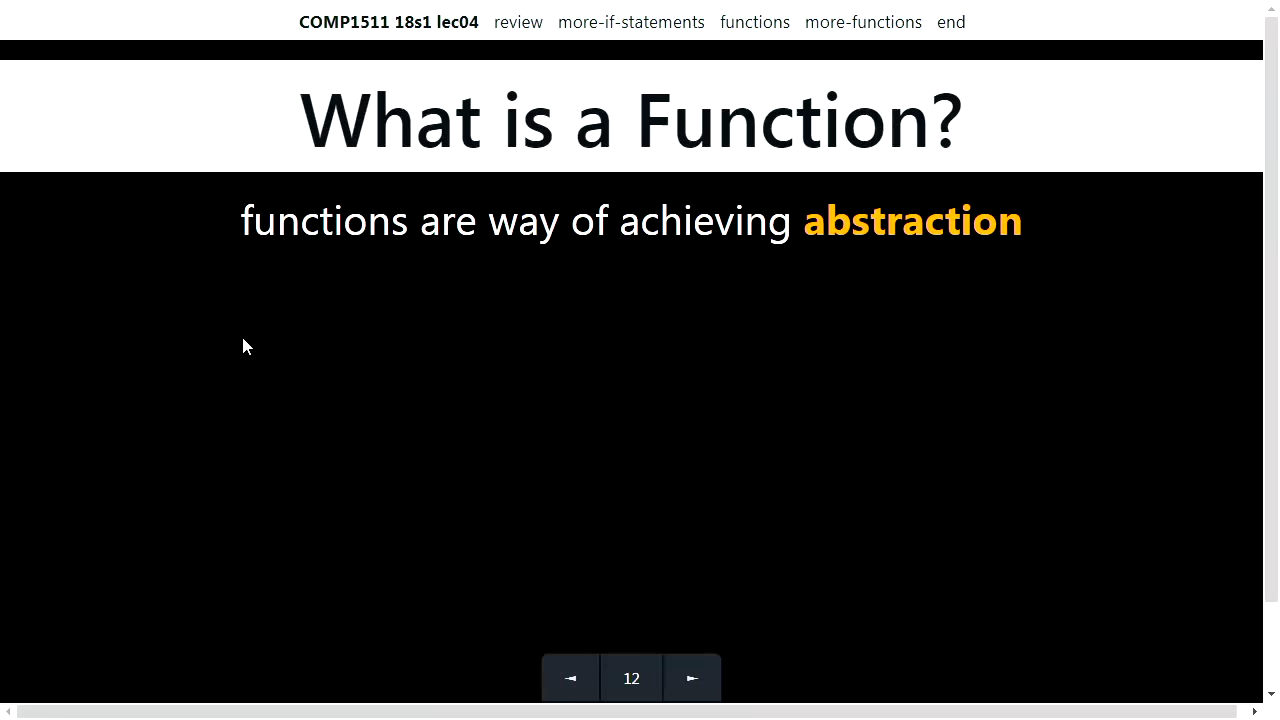 COMP1511 18s1 lec04 review more-if-statements functions more-functions end
What is a Function?
functions are way of achieving abstraction
12